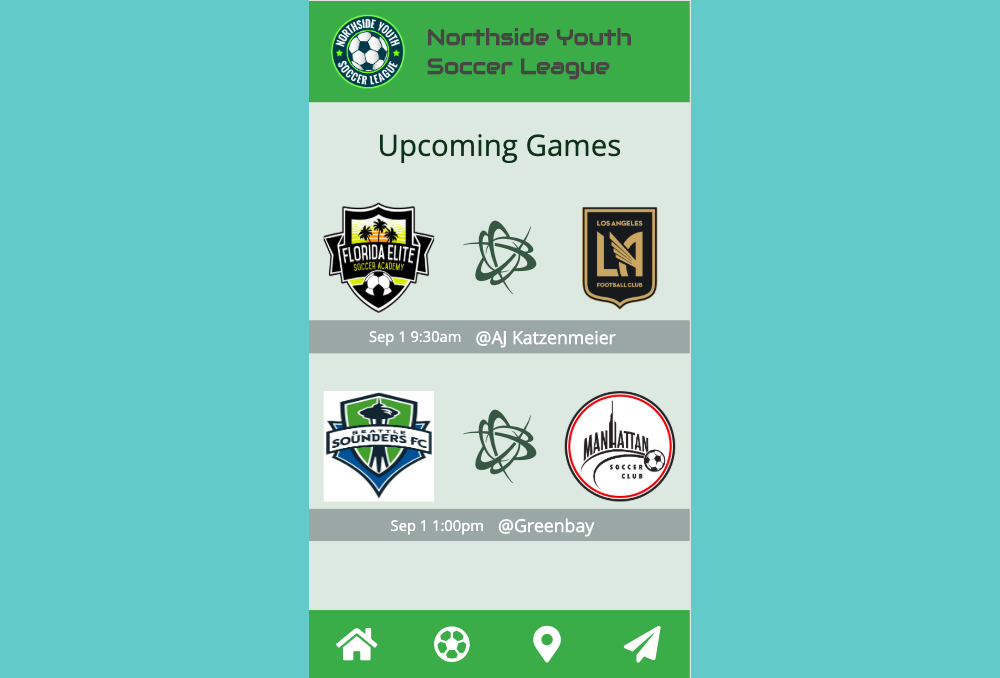 NORTHSIDE YOUTH
SOCCER LEAGUE
Northside Youth
Soccer League
Upcoming Games
FLORIDA ELITE
SOCCER ACADEMY
LOS ANGELES
LA
FOOTBALL CLUB
Sep 1 9:30am @AJ Katzenmeier
SEATTLE
SOUNDERS FC
MANHATTAN
SOCCER
CLUB
Sep 1 1:00pm @Greenbay